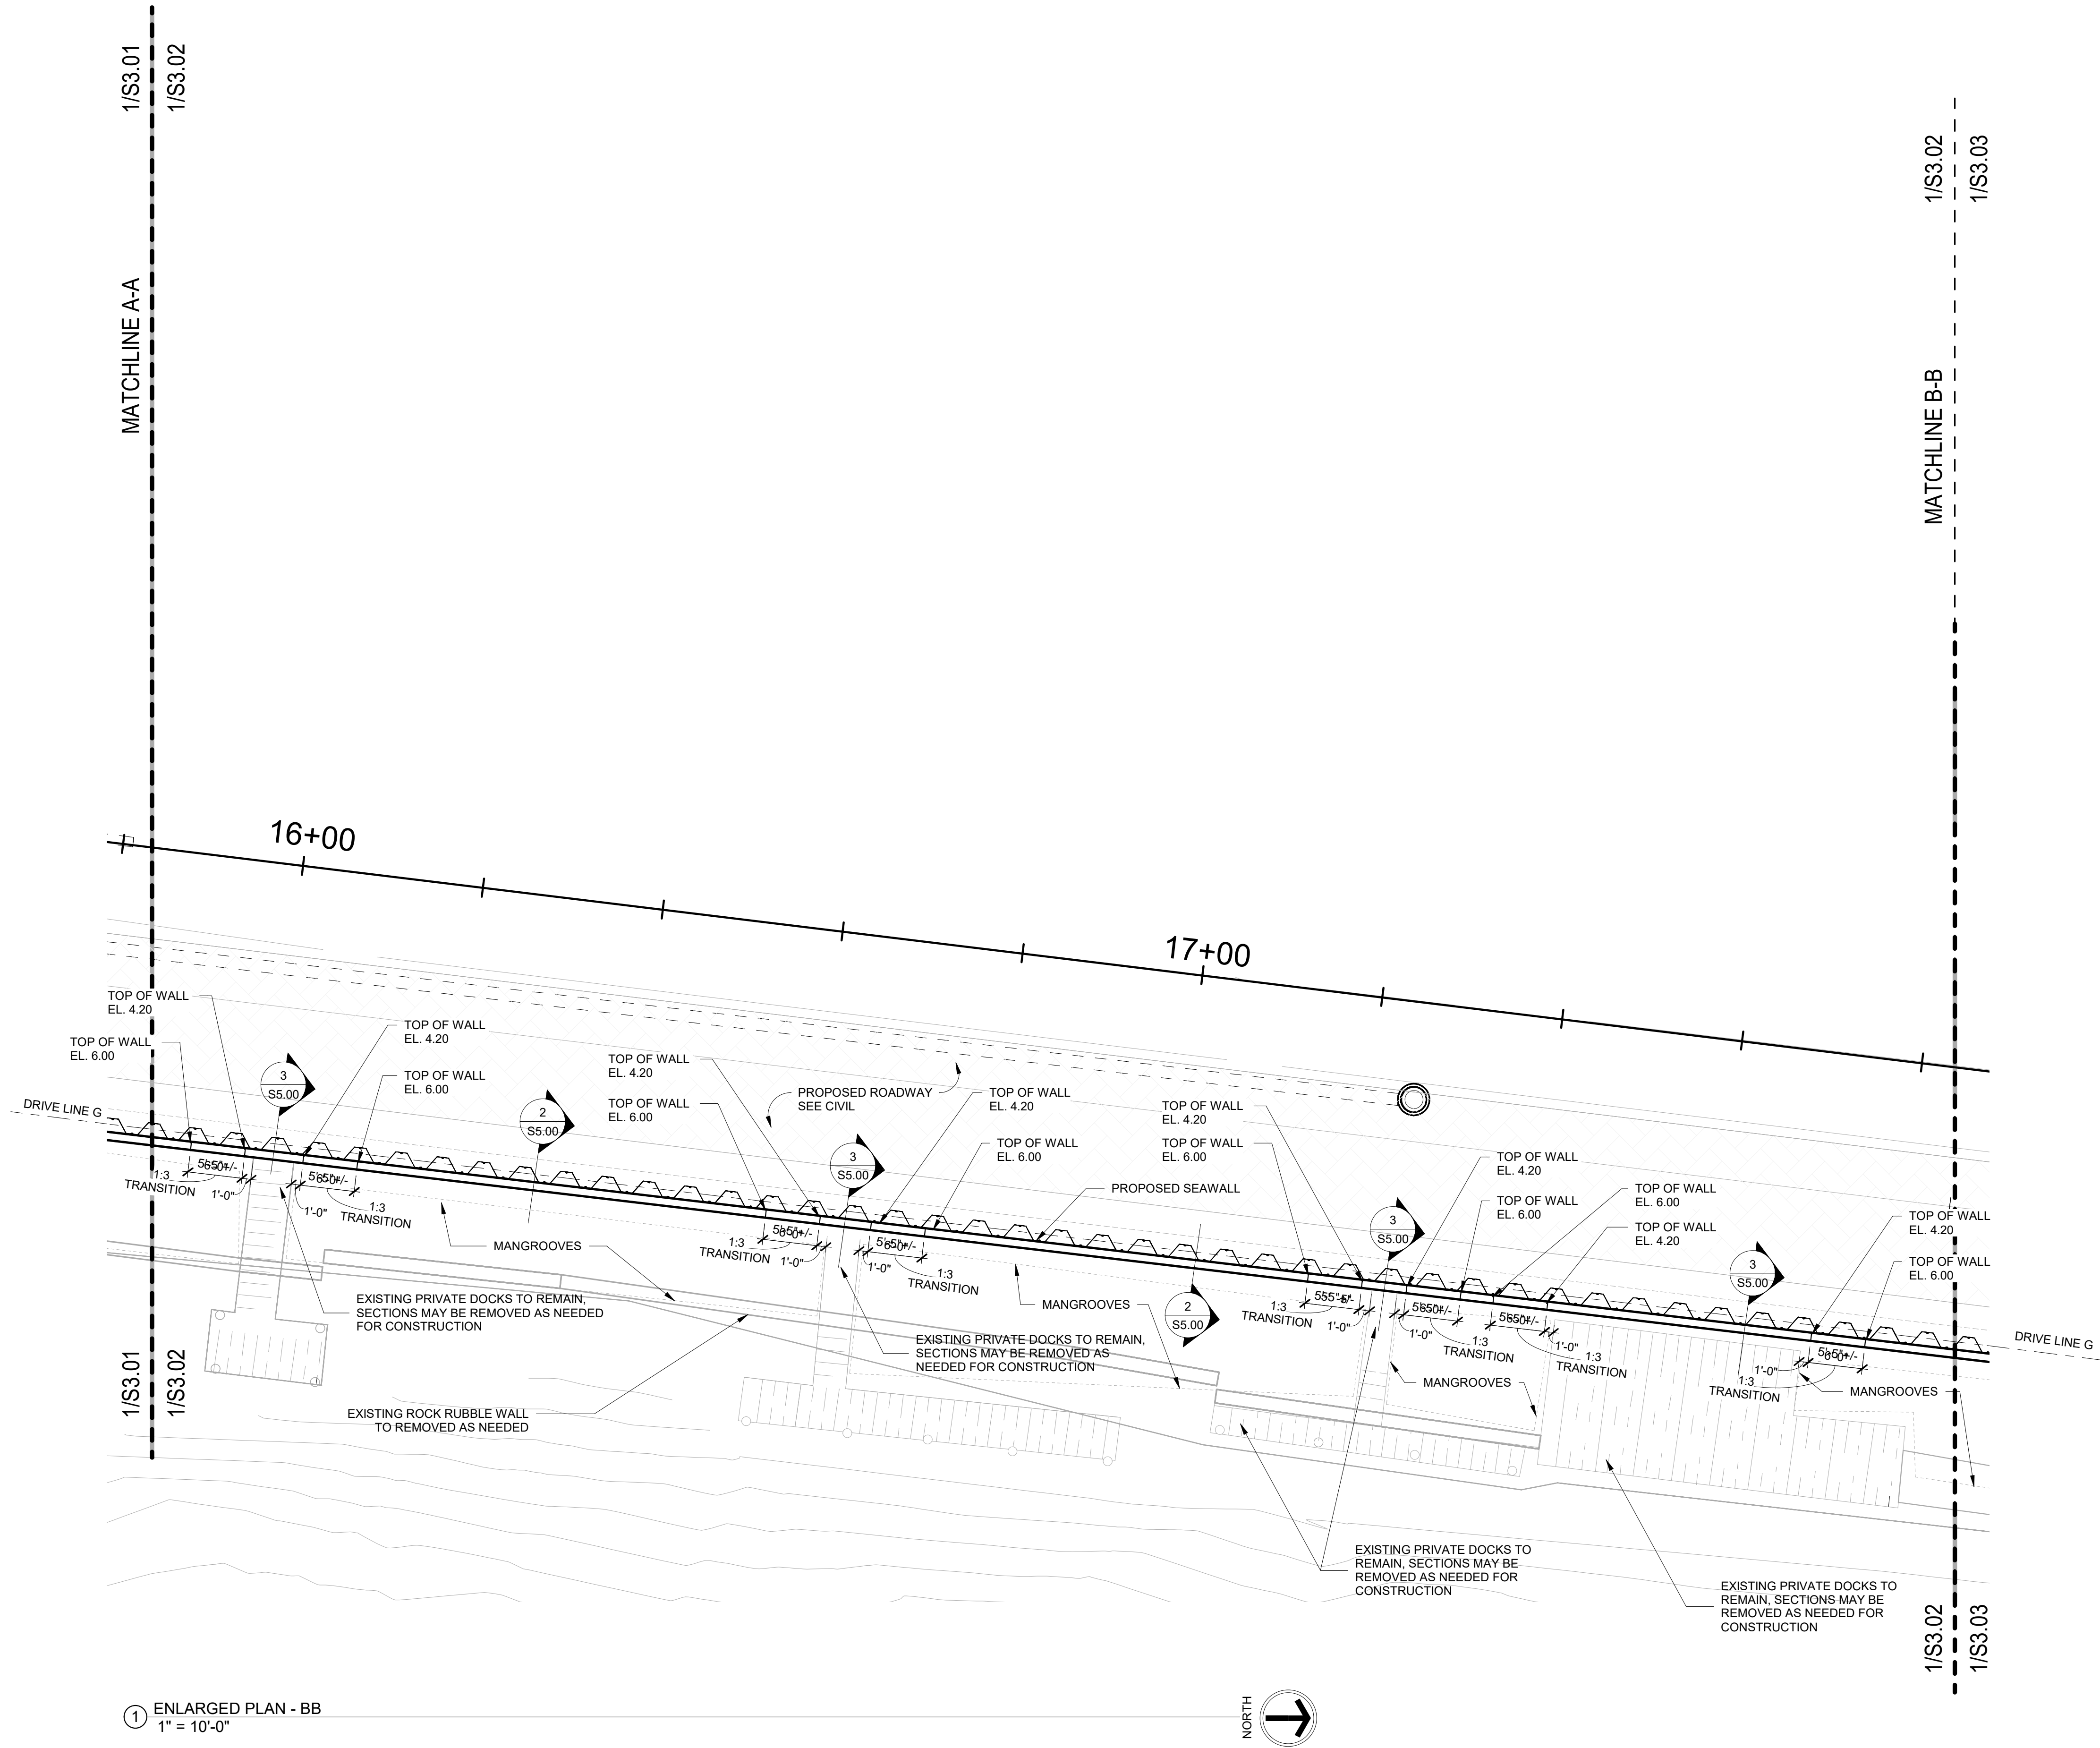 1/S3.01
1/S3.02
MATCHLINE A-A
1/S3.02
1/S3.03
MATCHLINE B-B
16+00
17+00
TOP OF WALL
EL. 4.20
TOP OF WALL
EL. 6.00
TOP OF WALL
EL. 4.20
TOP OF WALL
EL. 6.00
3
S5.00
2
S5.00
TOP OF WALL
EL. 4.20
TOP OF WALL
EL. 6.00
PROPOSED ROADWAY
SEE CIVIL
3
S5.00
TOP OF WALL
EL. 4.20
TOP OF WALL
EL. 6.00
PROPOSED SEAWALL
TOP OF WALL
EL. 4.20
TOP OF WALL
EL. 6.00
3
S5.00
TOP OF WALL
EL. 4.20
TOP OF WALL
EL. 6.00
TOP OF WALL
EL. 6.00
TOP OF WALL
EL. 4.20
3
S5.00
TOP OF WALL
EL. 4.20
TOP OF WALL
EL. 6.00
DRIVE LINE G
DRIVE LINE G
1:3
TRANSITION
1'-0"
1'-0"
1:3
TRANSITION
MANGROOVES
1:3
TRANSITION
1'-0"
1'-0"
1:3
TRANSITION
MANGROOVES
2
S5.00
1:3
TRANSITION
1'-0"
1'-0"
1:3
TRANSITION
1'-0"
1:3
TRANSITION
MANGROOVES
1'-0"
1:3
TRANSITION
MANGROOVES
EXISTING PRIVATE DOCKS TO REMAIN,
SECTIONS MAY BE REMOVED AS NEEDED
FOR CONSTRUCTION
EXISTING PRIVATE DOCKS TO REMAIN,
SECTIONS MAY BE REMOVED AS
NEEDED FOR CONSTRUCTION
EXISTING ROCK RUBBLE WALL
TO REMOVED AS NEEDED
EXISTING PRIVATE DOCKS TO
REMAIN, SECTIONS MAY BE
REMOVED AS NEEDED FOR
CONSTRUCTION
EXISTING PRIVATE DOCKS TO
REMAIN, SECTIONS MAY BE
REMOVED AS NEEDED FOR
CONSTRUCTION
1/S3.01
1/S3.02
1/S3.02
1/S3.03
1
ENLARGED PLAN - BB
1" = 10'-0"
NORTH